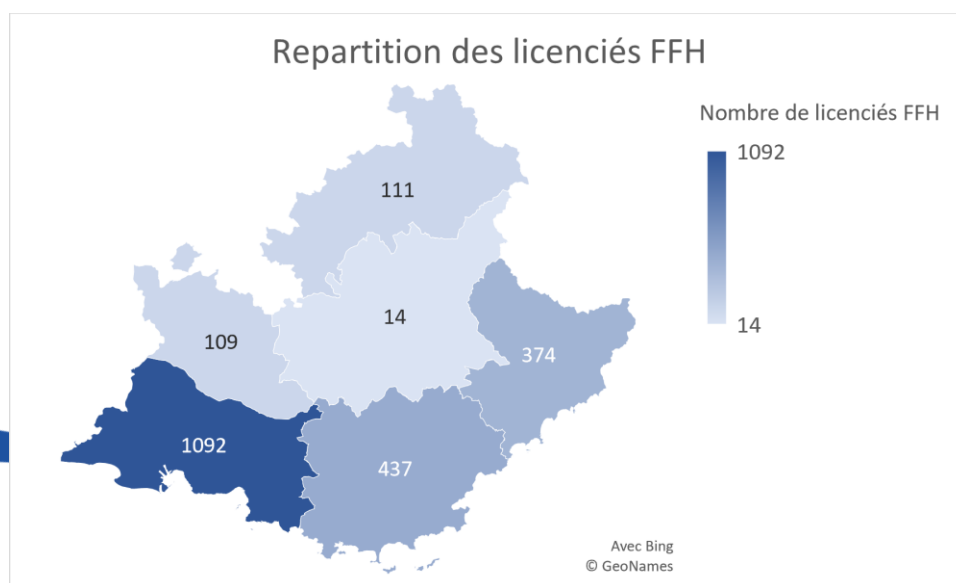 Repartition des licenciés FFH
Nombre de licenciés FFH
1092
14
111
14
109
374
1092
437
Avec Bing
© GeoNames